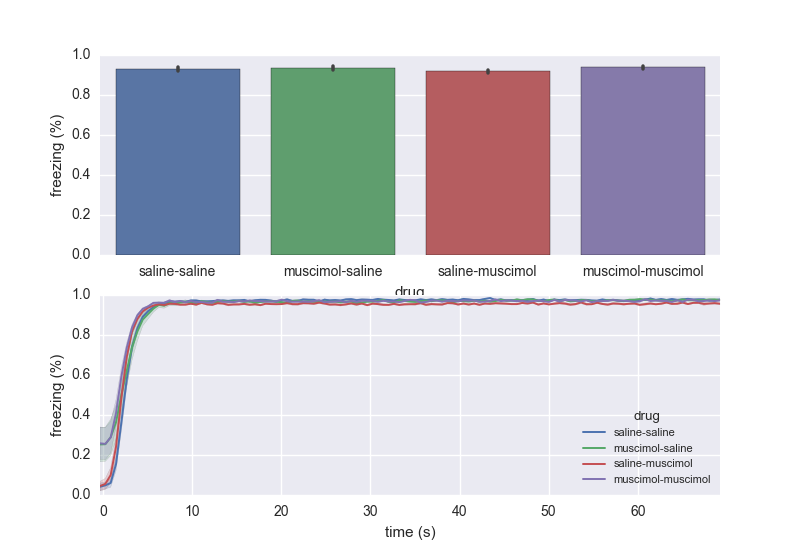 1.0
0.8
0.6
0.4
0.2
0.0
freezing (%)
saline-saline muscimol-saline saline-muscimol muscimol-muscimol
drug
1.0
0.8
0.6
0.4
0.2
0.0
freezing (%)
drug
saline-saline
muscimol-saline
saline-muscimol
muscimol-muscimol
0 10 20 30 40 50 60
time (s)